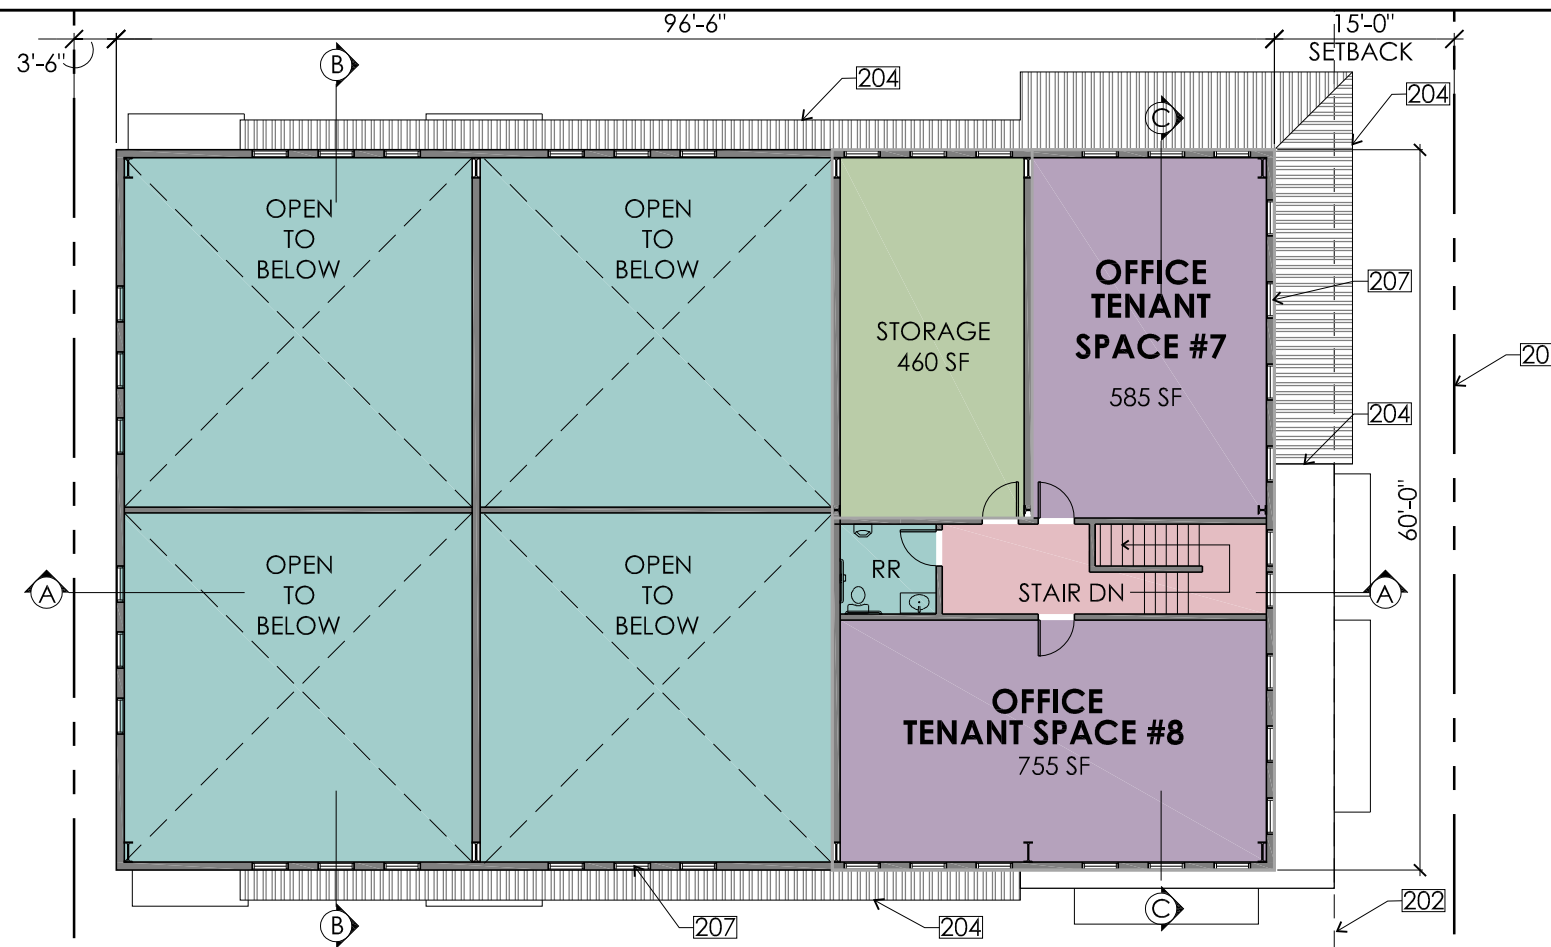 96'-6"
15'-0"
SETBACK
3'-6"
B
204
204
C
OPEN
TO
BELOW
OPEN
TO
BELOW
OFFICE
TENANT
SPACE #7
585 SF
STORAGE
460 SF
207
204
60'-0"
OPEN
TO
BELOW
OPEN
TO
BELOW
RR
STAIR DN
A
A
OFFICE
TENANT SPACE #8
755 SF
B
207
204
C
202